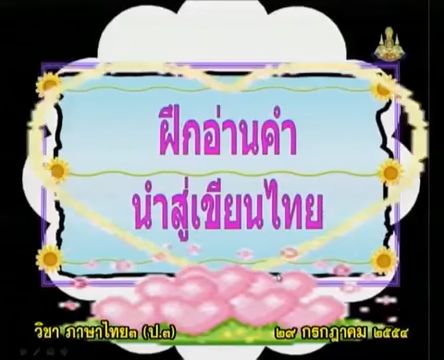 ฝึกอ่านคำ
นำสู่เขียนไทย
วิชา ภาษาไทย๓ (ป.๓)
๒๙ กรกฎาคม ๒๕๕๔